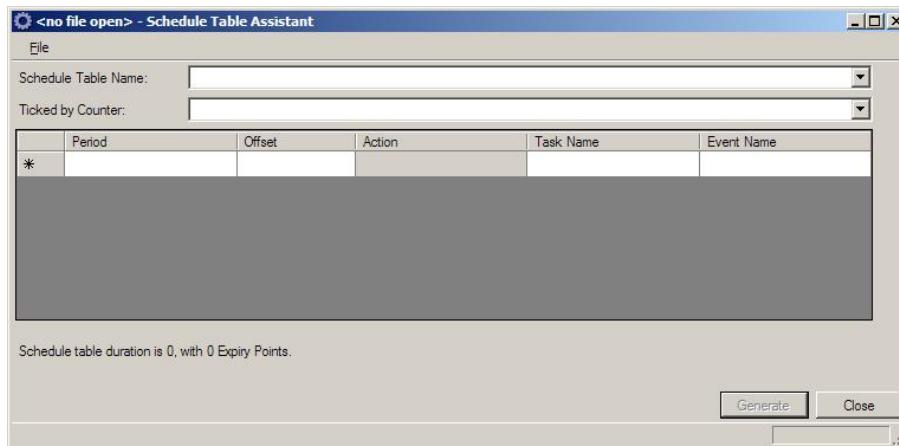 <no file open> - Schedule Table Assistant
File
Schedule Table Name:
Ticked by Counter:
Period Offset Action Task Name Event Name
*
Schedule table duration is 0, with 0 Expiry Points.
Generate Close